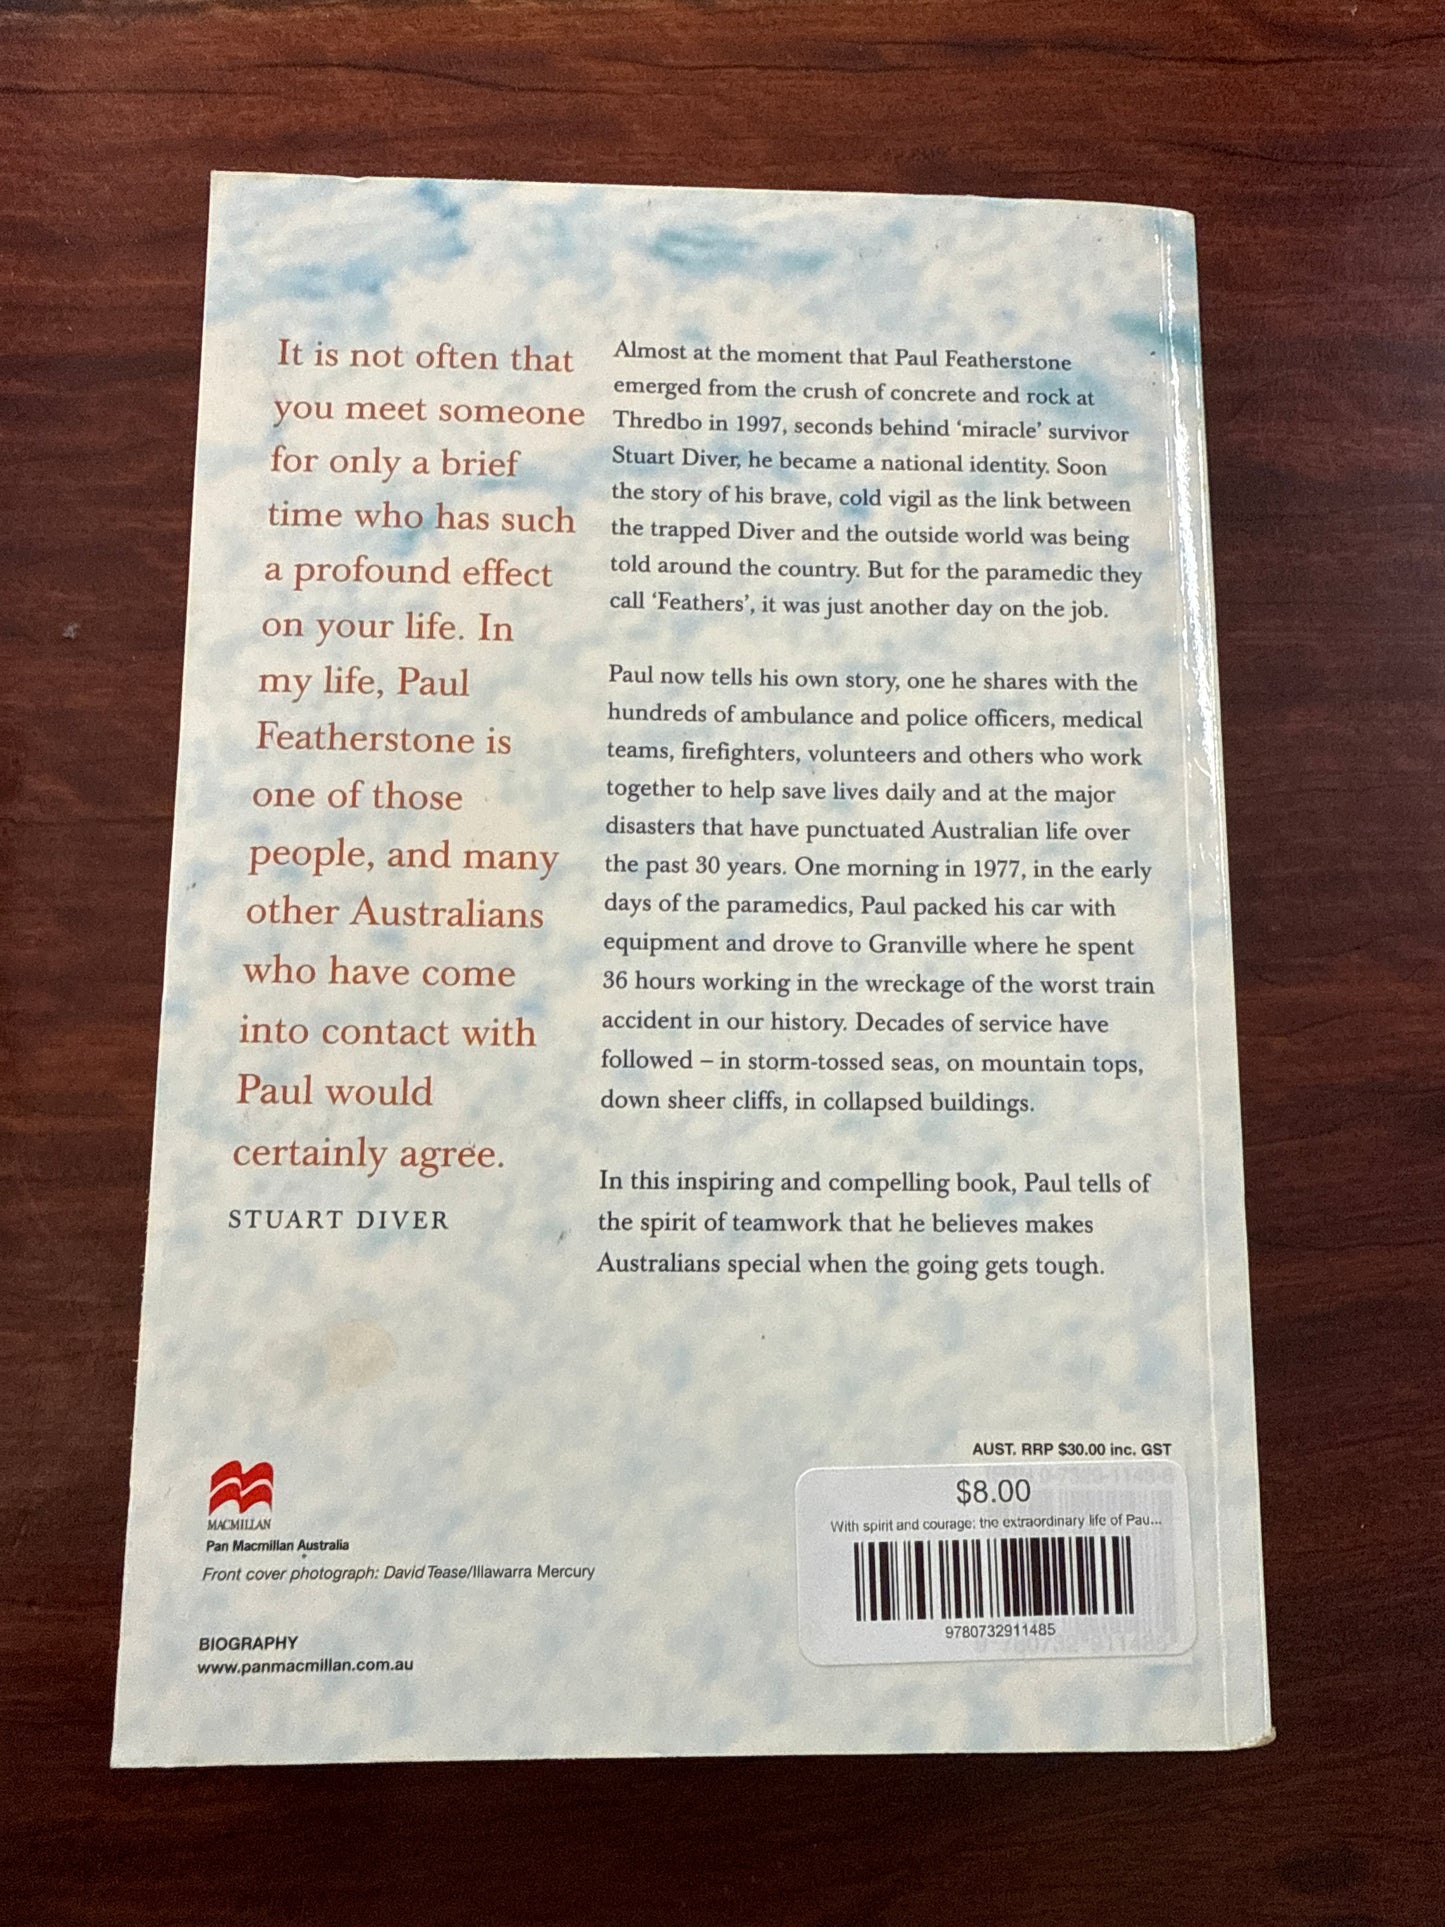 It is not often that
you meet someone
for only a brief
time who has such
a profound effect
on your life. In
my life, Paul
Featherstone is
one of those
people, and many
other Australians
who have come
into contact with
Paul would
certainly agree.
STUART DIVER
Almost at the moment that Paul Featherstone
emerged from the crush of concrete and rock at
Thredbo in 1997, seconds behind ‘miracle’ survivor
Stuart Diver, he became a national identity. Soon
the story of his brave, cold vigil as the link between
the trapped Diver and the outside world was being
told around the country. But for the paramedic they
call ‘Feathers’, it was just another day on the job.
Paul now tells his own story, one he shares with the
hundreds of ambulance and police officers, medical
teams, firefighters, volunteers and others who work
together to help save lives daily and at the major
disasters that have punctuated Australian life over
the past 30 years. One morning in 1977, in the early
days of the paramedics, Paul packed his car with
equipment and drove to Granville where he spent
36 hours working in the wreckage of the worst train
accident in our history. Decades of service have
followed – in storm-tossed seas, on mountain tops,
down sheer cliffs, in collapsed buildings.
In this inspiring and compelling book, Paul tells of
the spirit of teamwork that he believes makes
Australians special when the going gets tough.
MACMILLAN
Pan Macmillan Australia
Front cover photograph: David Tease/Illawarra Mercury
BIOGRAPHY
www.panmacmillan.com.au
AUST. RRP $30.00 inc. GST
$8.00
With spirit and courage: the extraordinary life of Pau...
9780732911485